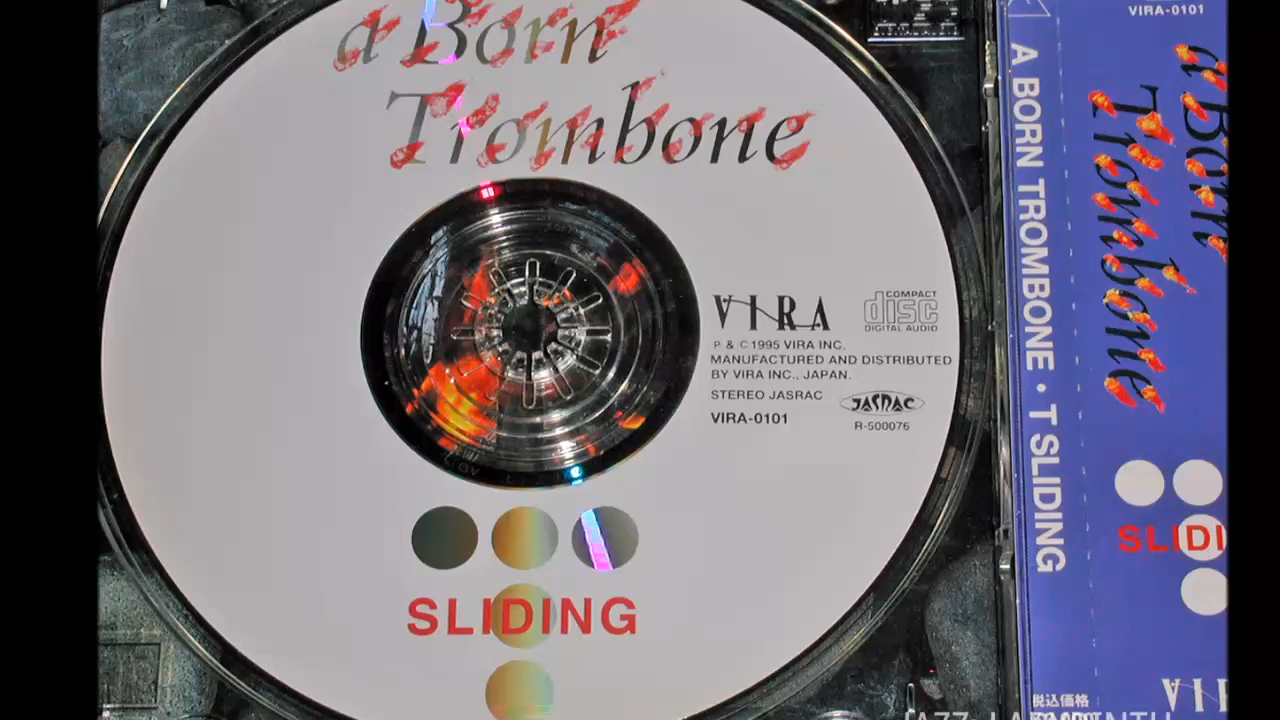 a Born
Trombone
VIRA
COMPACT
disc
DIGITAL AUDIO
P & C 1995 VIRA INC.
MANUFACTURED AND DISTRIBUTED
BY VIRA INC., JAPAN.
STEREO JASRAC
JASRAC
VIRA-0101
R-500076
SLIDING
A BORN TROMBONE • T SLIDING
VIRA-0101
a Born
Trombone
SLIDI
税込価格